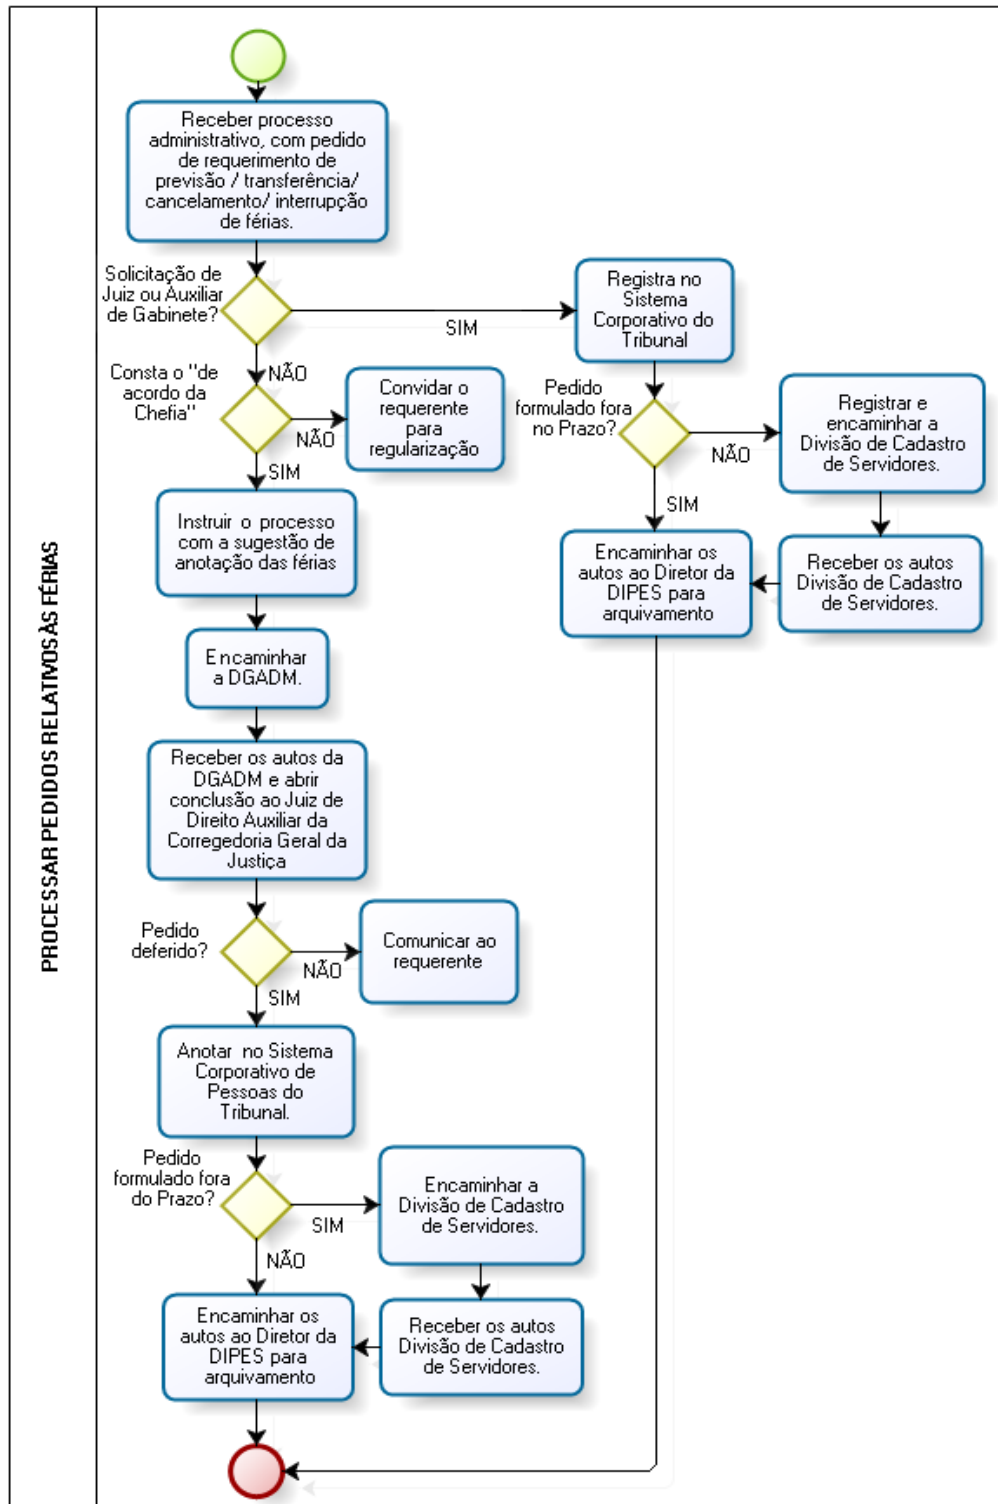 PROCESSAR PEDIDOS RELATIVOS ÀS FÉRIAS
Receber processo
administrativo, com pedido
de requerimento de
previsão / transferência/
cancelamento/ interrupção
de férias.
Solicitação de
Juiz ou Auxiliar
de Gabinete?
SIM
NÃO
Registra no
Sistema
Corporativo do
Tribunal
Consta o "de
acordo da
Chefia"
NÃO
SIM
Convidar o
requerente
para
regularização
Pedido
formulado fora
no Prazo?
NÃO
SIM
Registrar e
encaminhar a
Divisão de Cadastro
de Servidores.
Instruir o processo
com a sugestão de
anotação das férias
Encaminhar os
autos ao Diretor da
DIPES para
arquivamento
Receber os autos
Divisão de Cadastro
de Servidores.
Encaminhar
a DGADM.
Receber os autos da
DGADM e abrir
conclusão ao Juiz de
Direito Auxiliar da
Corregedoria Geral da
Justiça
Pedido
deferido?
NÃO
SIM
Comunicar ao
requerente
Anotar no Sistema
Corporativo de
Pessoas do
Tribunal.
Pedido
formulado fora
do Prazo?
SIM
NÃO
Encaminhar a
Divisão de Cadastro
de Servidores.
Encaminhar os
autos ao Diretor da
DIPES para
arquivamento
Receber os autos
Divisão de Cadastro
de Servidores.